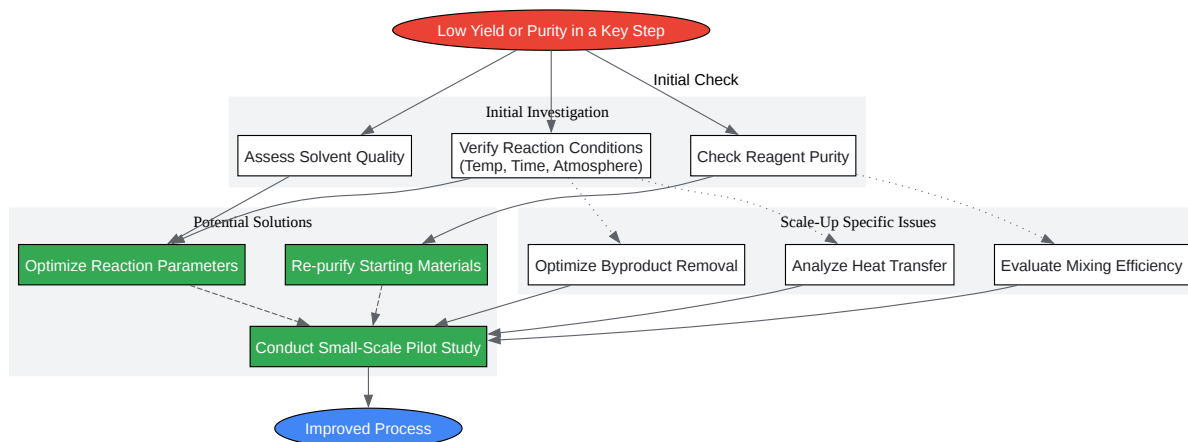 Low Yield or Purity in a Key Step
Initial Check
Initial Investigation
Assess Solvent Quality
Verify Reaction Conditions
(Temp, Time, Atmosphere)
Check Reagent Purity
Potential Solutions
Scale-Up Specific Issues
Optimize Reaction Parameters
Re-purify Starting Materials
Optimize Byproduct Removal
Analyze Heat Transfer
Evaluate Mixing Efficiency
Conduct Small-Scale Pilot Study
Improved Process